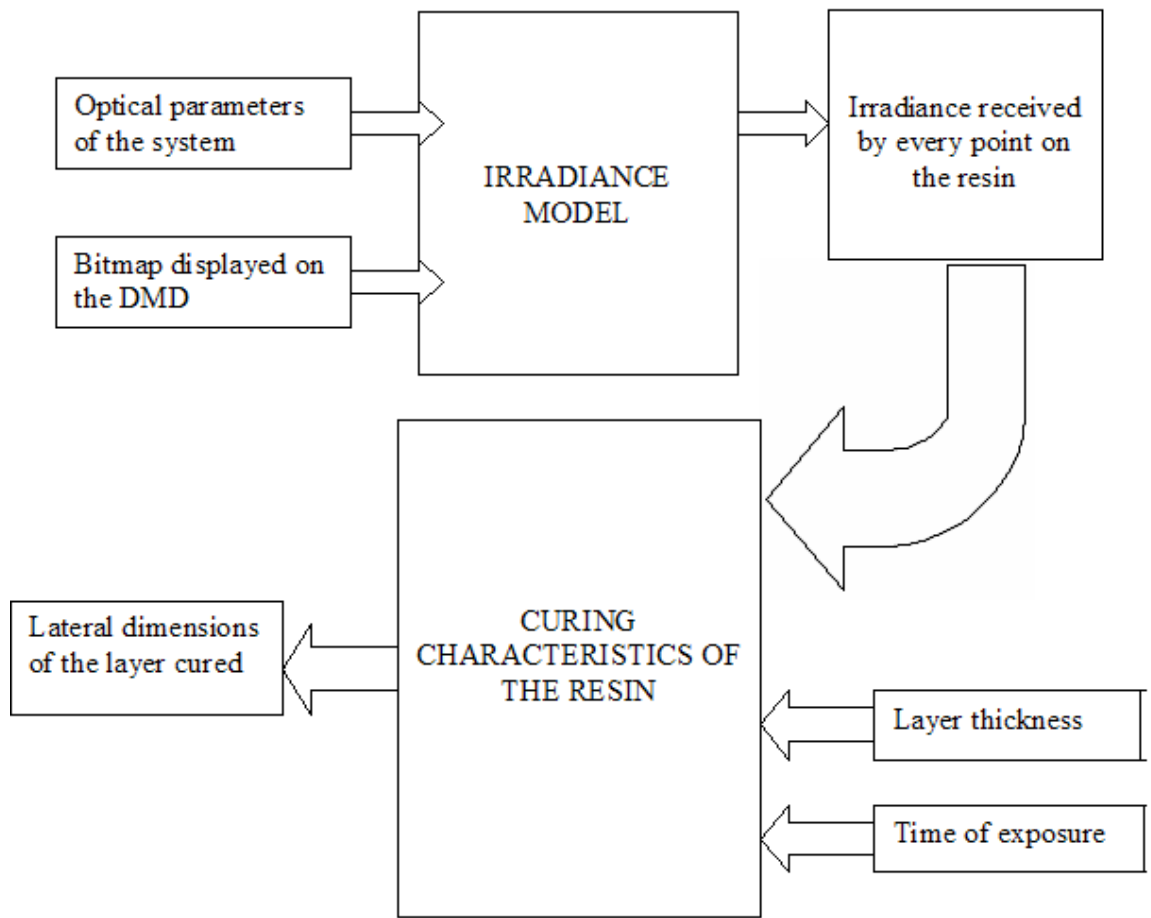 Optical parameters
of the system
Bitmap displayed on
the DMD
IRRADIANCE
MODEL
Irradiance received
by every point on
the resin
CURING
CHARACTERISTICS OF
THE RESIN
Lateral dimensions
of the layer cured
Layer thickness
Time of exposure